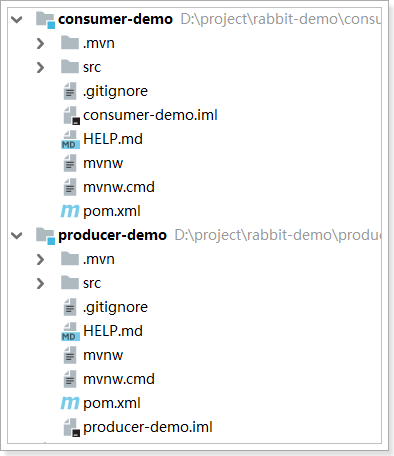 consumer-demo D:\project\rabbit-demo\consu
.mvn
src
.gitignore
consumer-demo.iml
HELP.md
mvnw
mvnw.cmd
pom.xml
producer-demo D:\project\rabbit-demo\produc
.mvn
src
.gitignore
HELP.md
mvnw
mvnw.cmd
pom.xml
producer-demo.iml